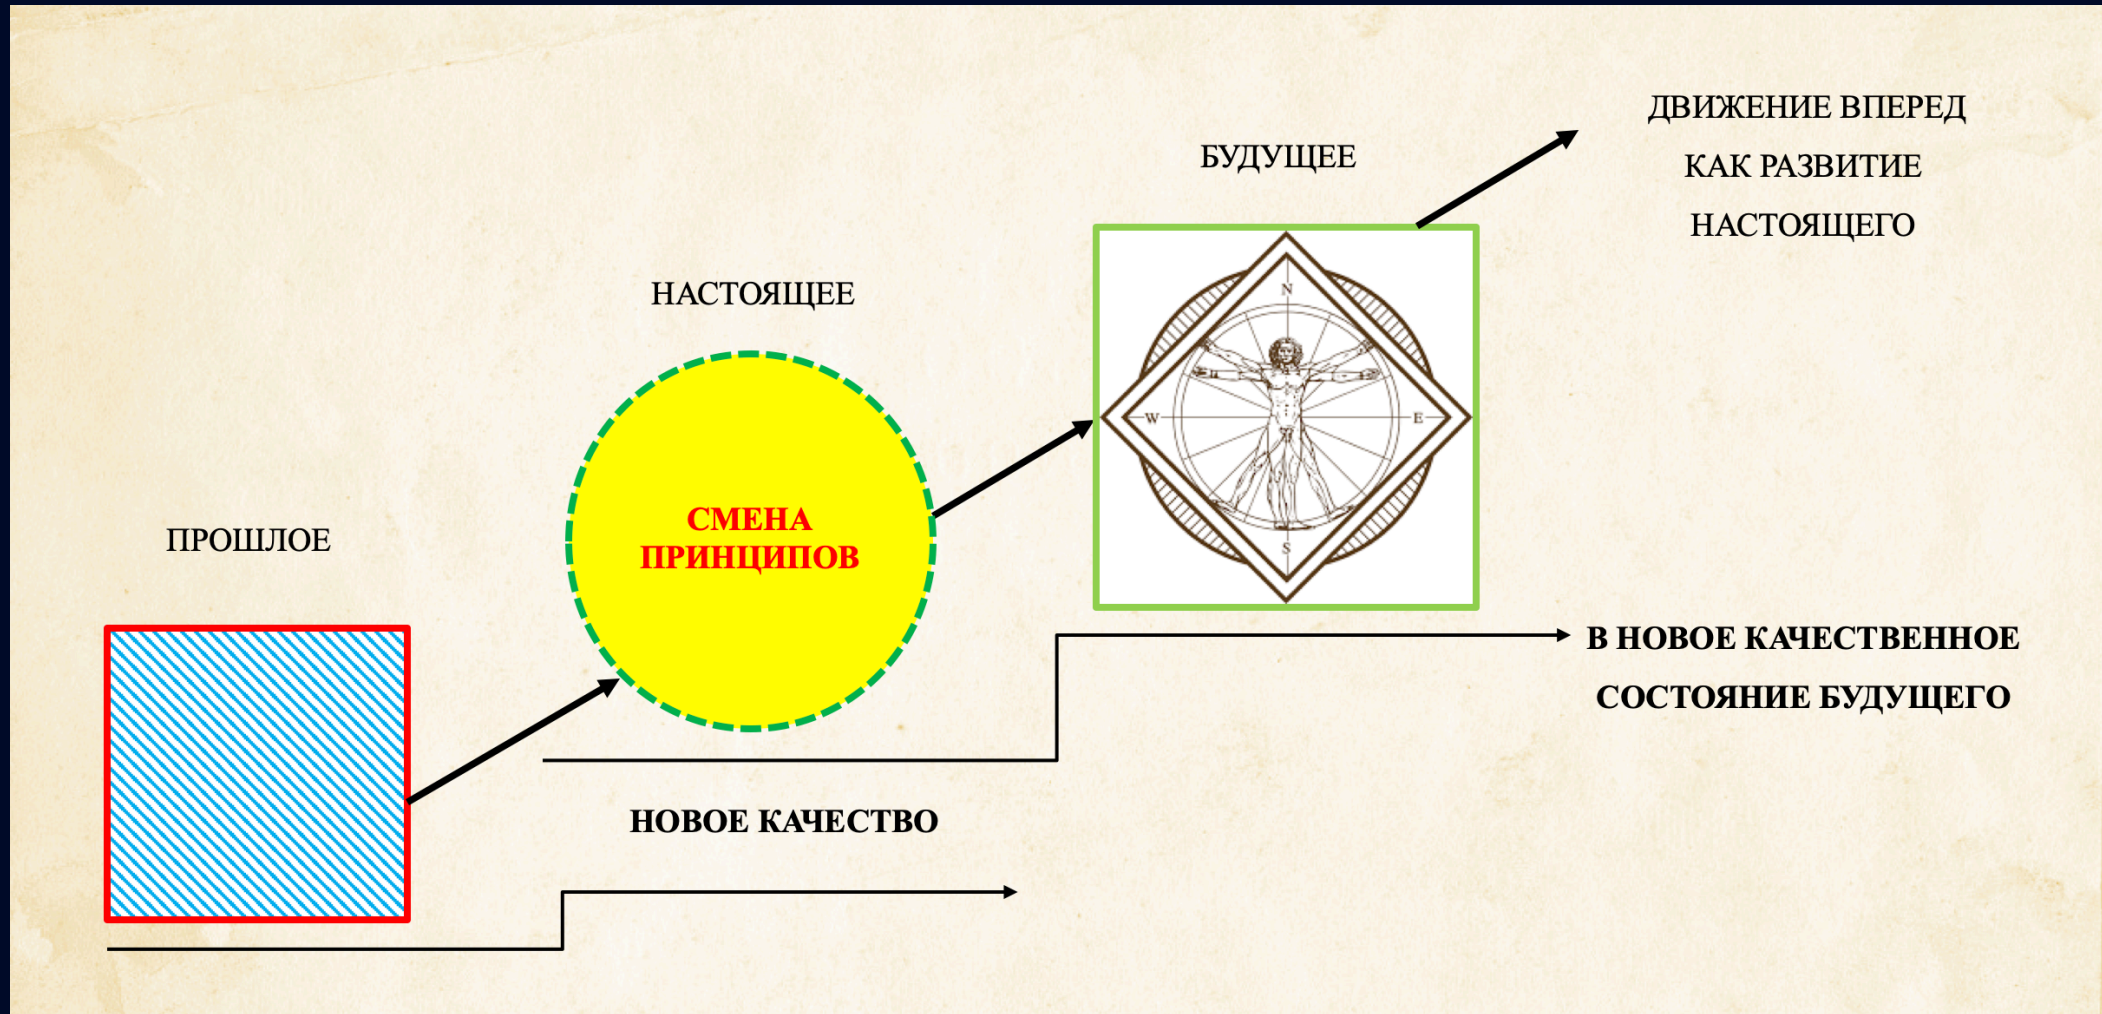 ДВИЖЕНИЕ ВПЕРЕД
КАК РАЗВИТИЕ
НАСТОЯЩЕГО
БУДУЩЕЕ
НАСТОЯЩЕЕ
ПРОШЛОЕ
СМЕНА
ПРИНЦИПОВ
N
W
E
S
В НОВОЕ КАЧЕСТВЕННОЕ
СОСТОЯНИЕ БУДУЩЕГО
НОВОЕ КАЧЕСТВО